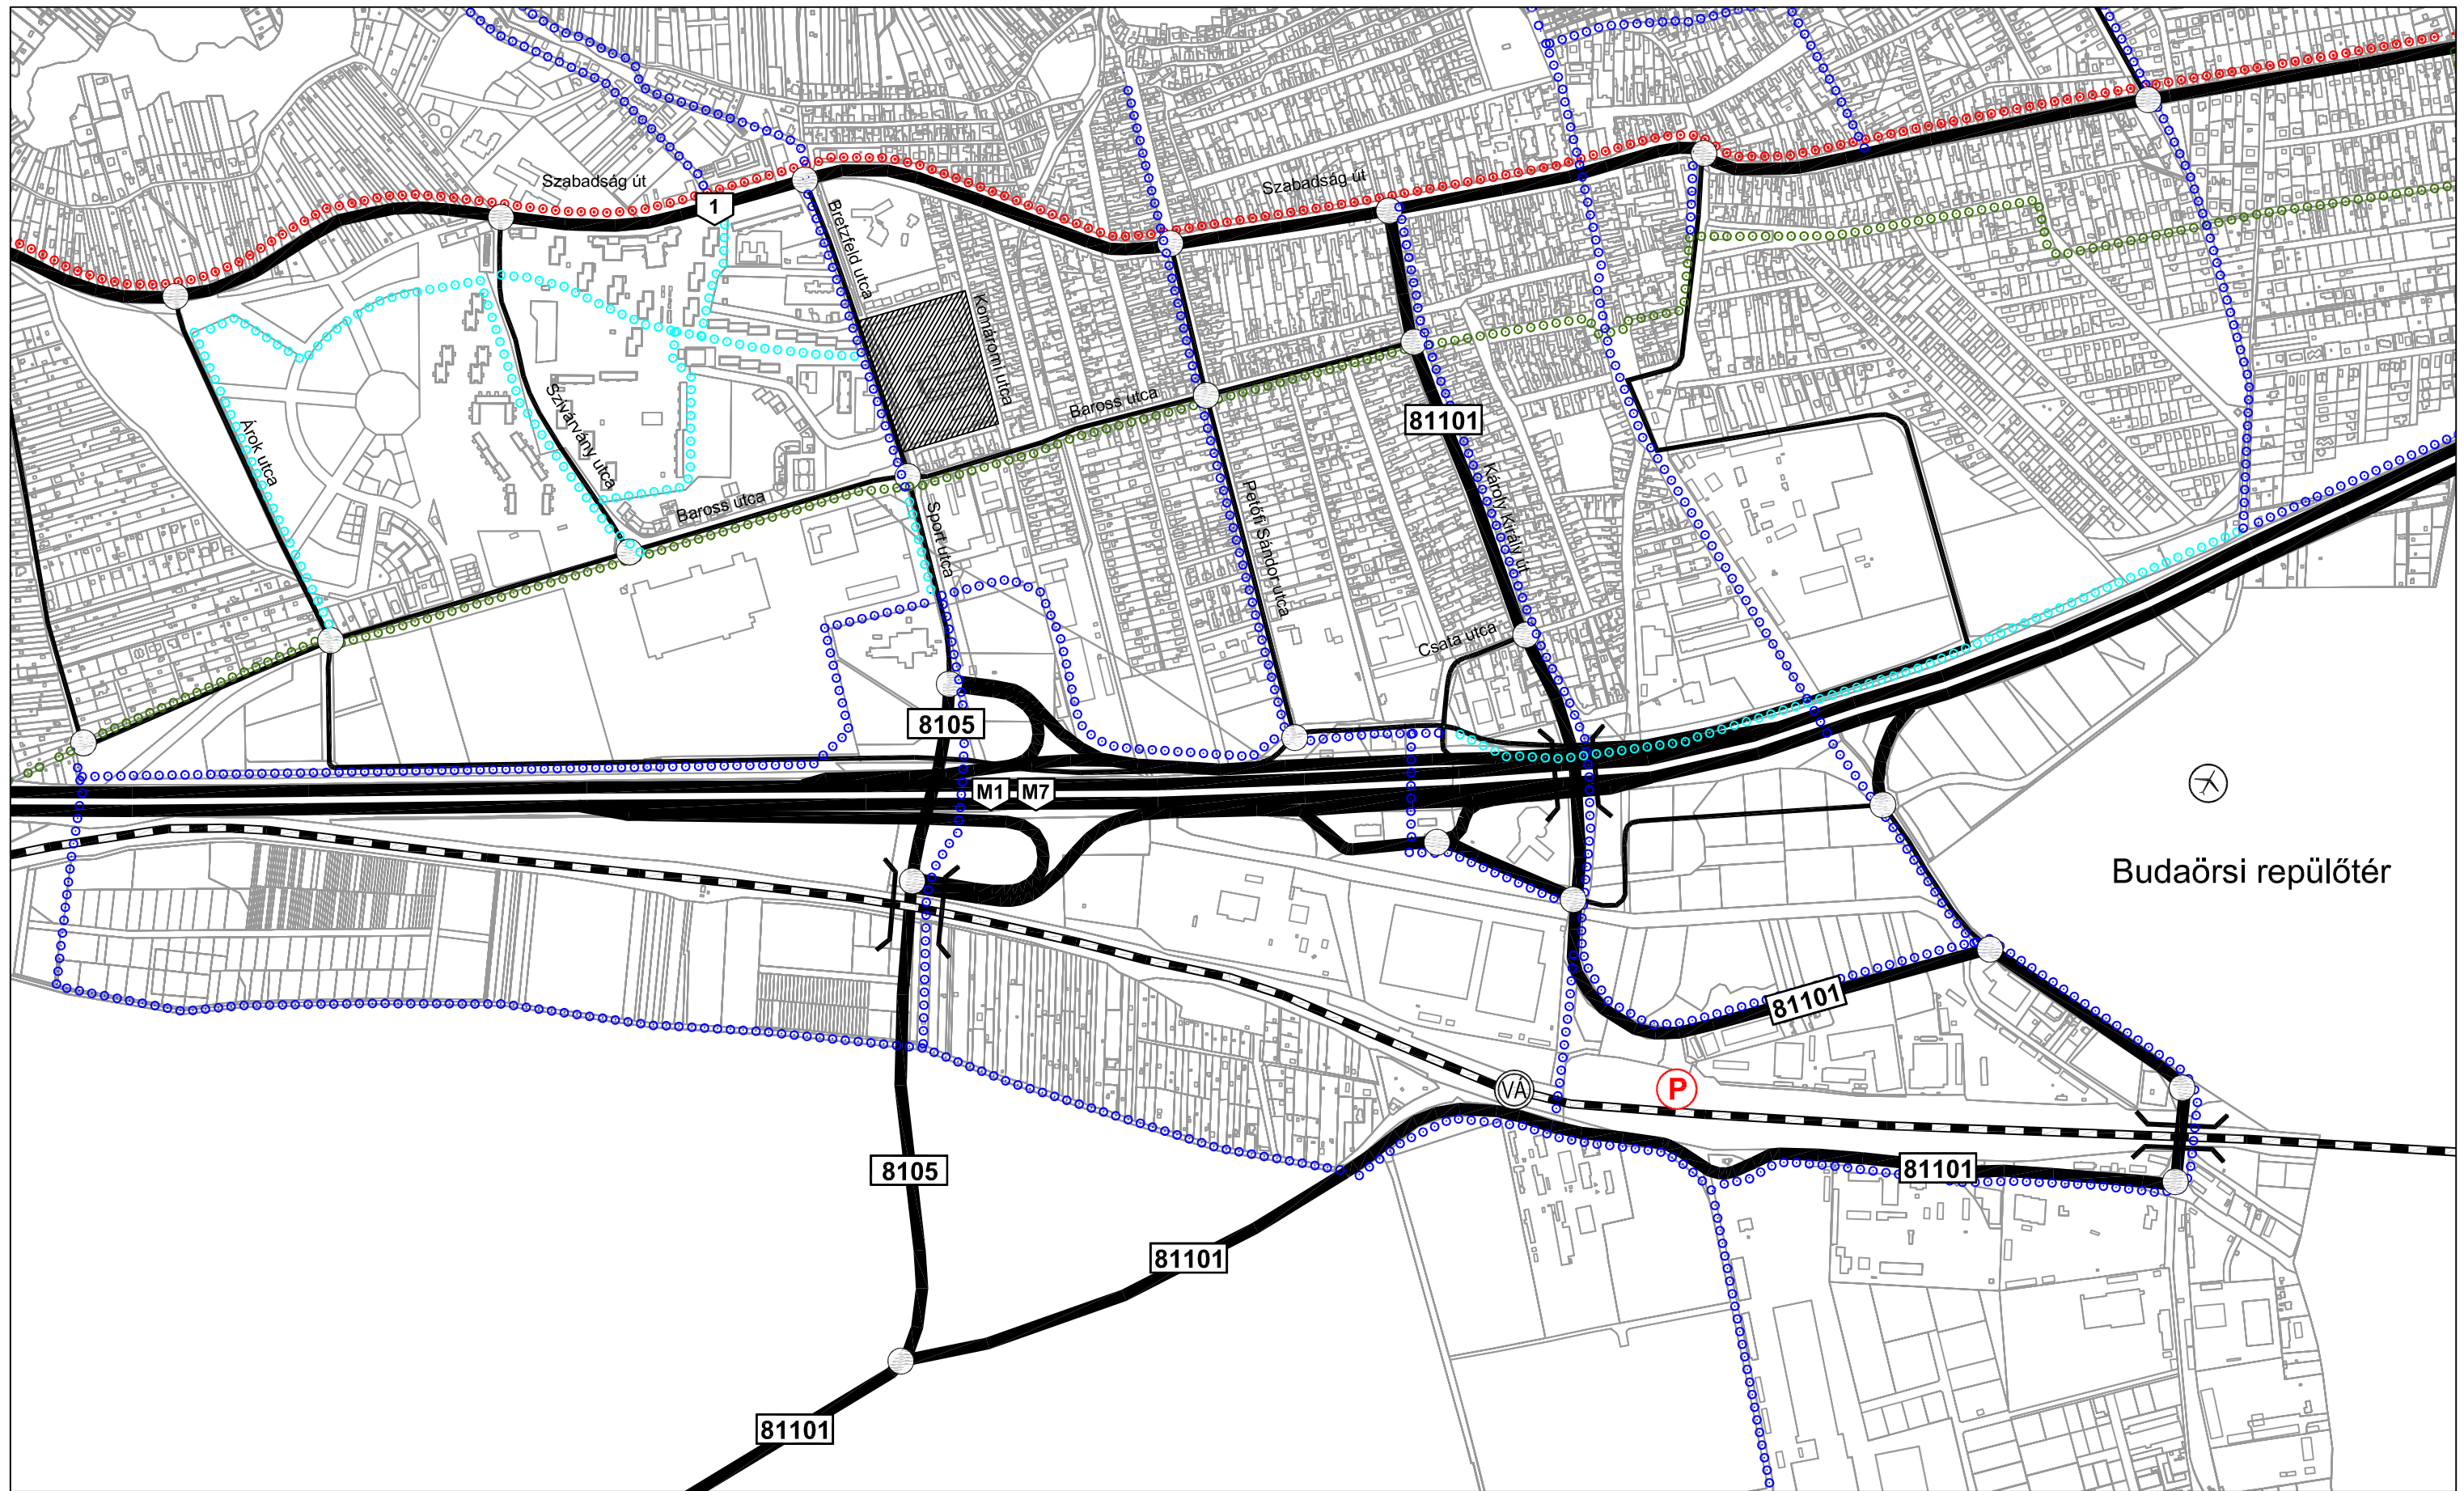 Szabadság út
Szabadság út
1
Bretzfeld utca
Komáromi utca
Baross utca
81101
Szivárvány utca
Árok utca
Baross utca
Sport utca
Petőfi Sándor utca
Károly Király út
Csata utca
8105
M1
M7
Budaörsi repülőtér
81101
VÁ
P
8105
81101
81101
81101